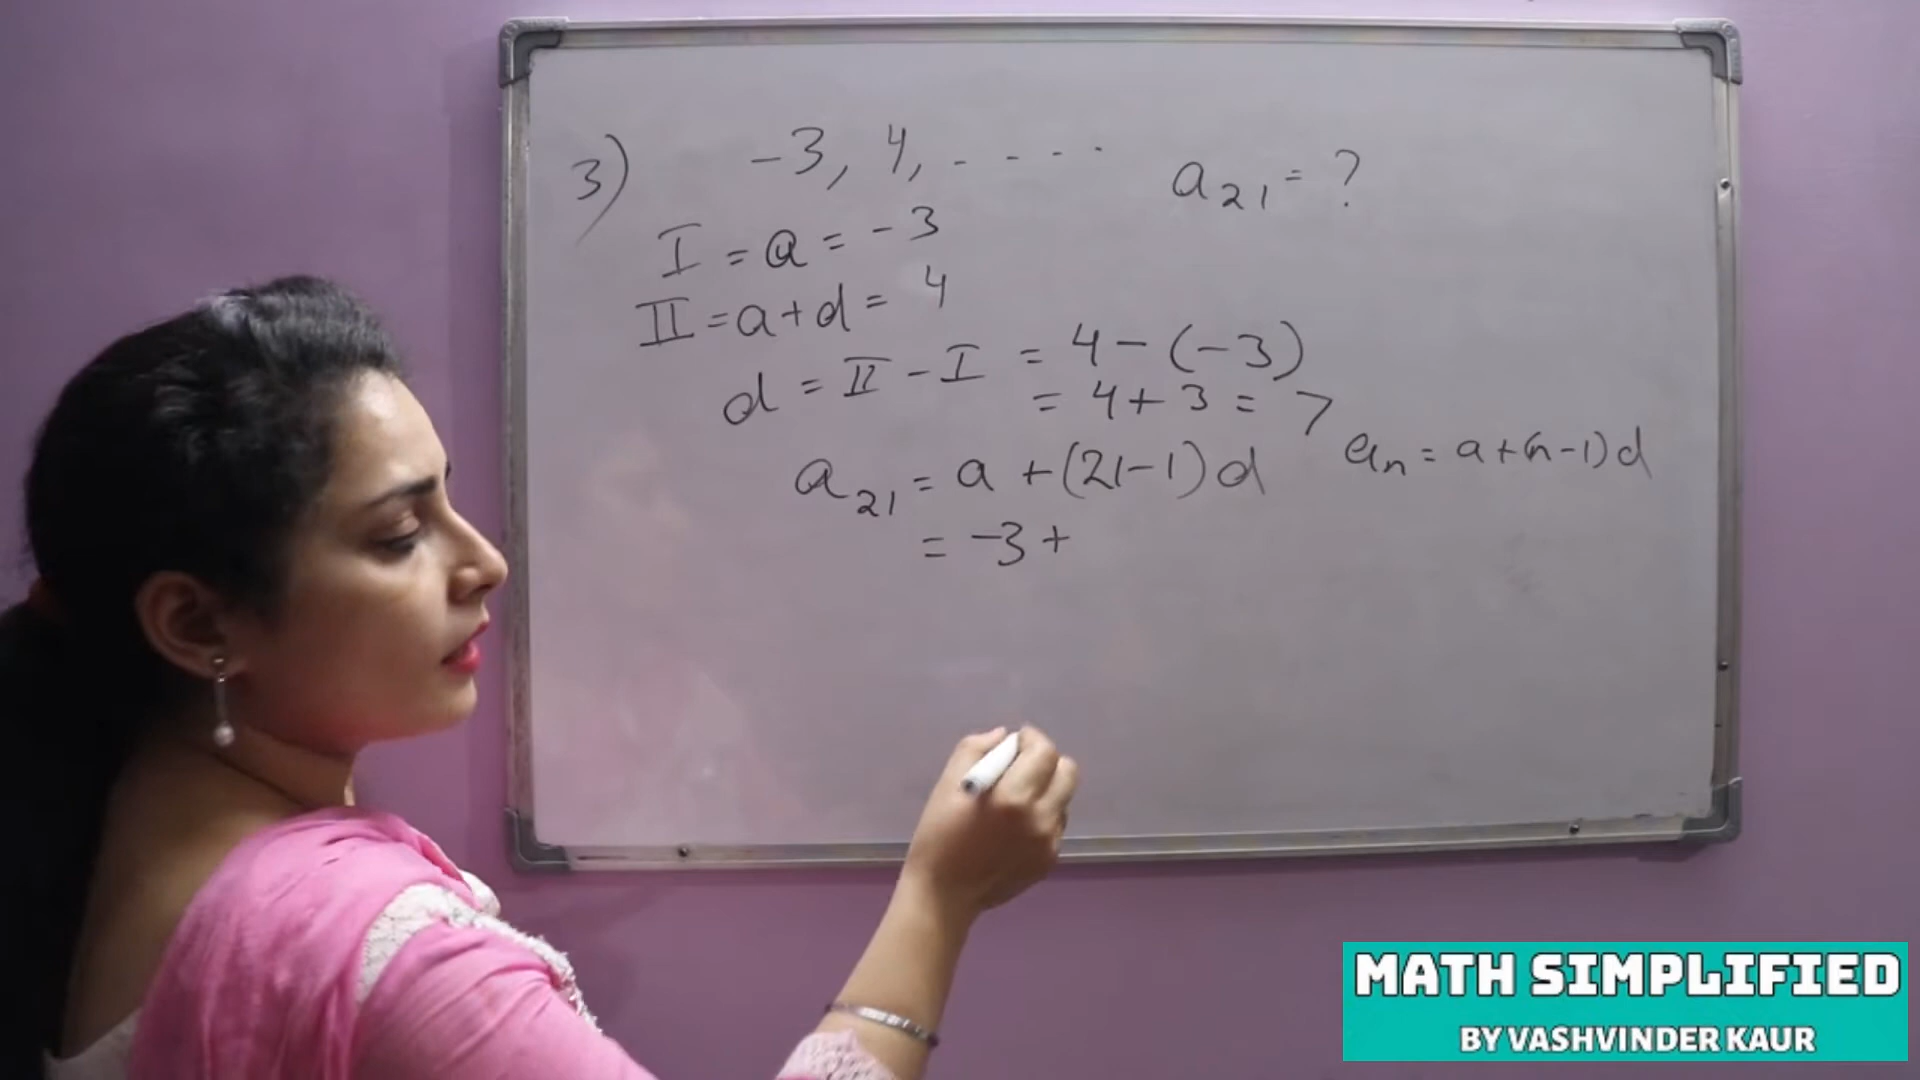 3) -3, 4, - - - - a₂₁ = ?
I = a = -3
II = a+d = 4
d = II - I = 4 - (-3)
= 4 + 3 = 7
a₂₁ = a + (21-1) d aₙ = a+(n-1)d
= -3 +
MATH SIMPLIFIED
BY VASHVINDER KAUR